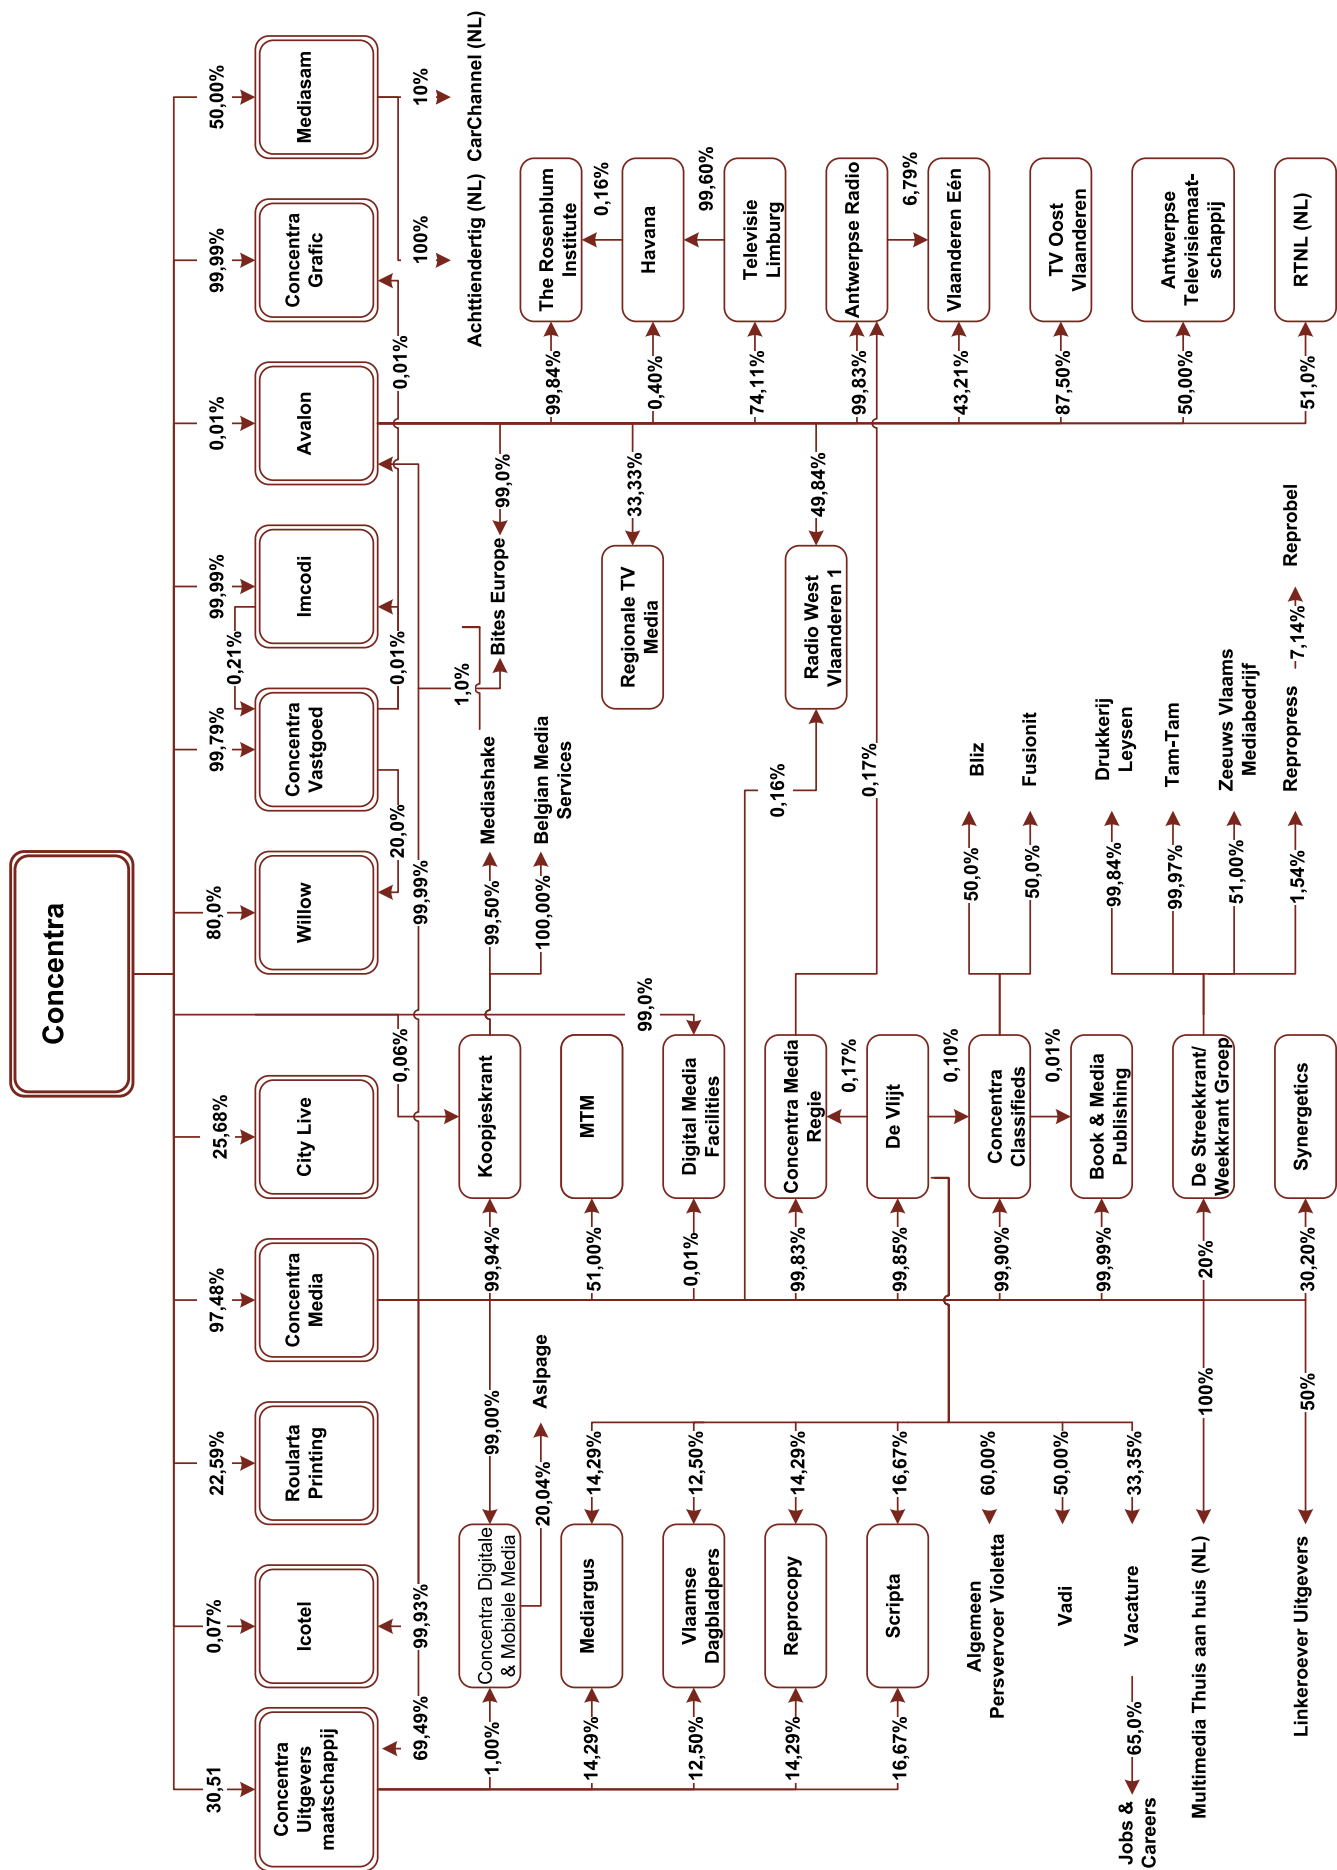 Concentra
30,51
0,07%
22,59%
97,48%
25,68%
80,0%
99,79%
99,99%
0,01%
99,99%
50,00%
0,21%
Concentra
Uitgevers
maatschappij
Icotel
Roularta
Printing
Concentra
Media
City Live
Willow
Concentra
Vastgoed
Imcodi
Avalon
Concentra
Grafic
Mediasam
69,49%
99,93%
0,06%
99,99%
20,0%
0,01%
0,01%
100%
10%
Achttiendertig (NL)
CarChannel (NL)
1,00%
Concentra Digitale
& Mobiele Media
99,00%
99,94%
Koopjeskrant
99,50%
Mediashake
1,0%
Bites Europe
99,0%
20,04%
Aslpage
100,00%
Belgian Media
Services
99,84%
The Rosenblum
Institute
0,16%
14,29%
Mediargus
14,29%
51,00%
MTM
33,33%
Regionale TV
Media
0,40%
Havana
99,60%
12,50%
Vlaamse
Dagbladpers
12,50%
0,01%
Digital Media
Facilities
99,0%
74,11%
Televisie
Limburg
14,29%
Reprocopy
14,29%
99,83%
Concentra Media
Regie
0,17%
0,16%
Radio West
Vlaanderen 1
49,84%
0,17%
99,83%
Antwerpse Radio
6,79%
16,67%
Scripta
16,67%
99,85%
De Vlijt
0,10%
43,21%
Vlaanderen Eén
Algemeen
Persvervoer Violetta
60,00%
99,90%
Concentra
Classifieds
0,01%
50,0%
Bliz
50,0%
Fusionit
87,50%
TV Oost
Vlaanderen
Vadi
50,00%
99,99%
Book & Media
Publishing
99,84%
Drukkerij
Leysen
50,00%
Antwerpse
Televisiemaat-
schappij
Jobs &
Careers
65,0%
Vacature
33,35%
99,97%
Tam-Tam
Multimedia Thuis aan huis (NL)
100%
20%
De Streekkrant/
Weekkrant Groep
51,00%
Zeeuws Vlaams
Mediabedrijf
Linkeroever Uitgevers
50%
30,20%
Synergetics
1,54%
Repropress
7,14%
Reprobel
51,0%
RTNL (NL)